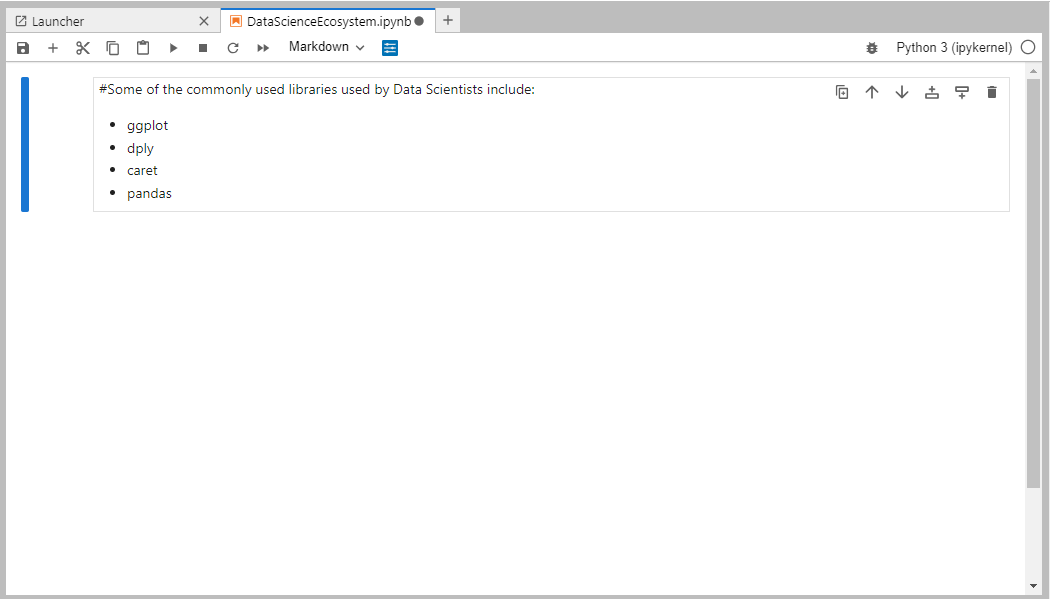 Launcher
DataScienceEcosystem.ipynb
Markdown
Python 3 (ipykernel)
#Some of the commonly used libraries used by Data Scientists include:
ggplot
dply
caret
pandas